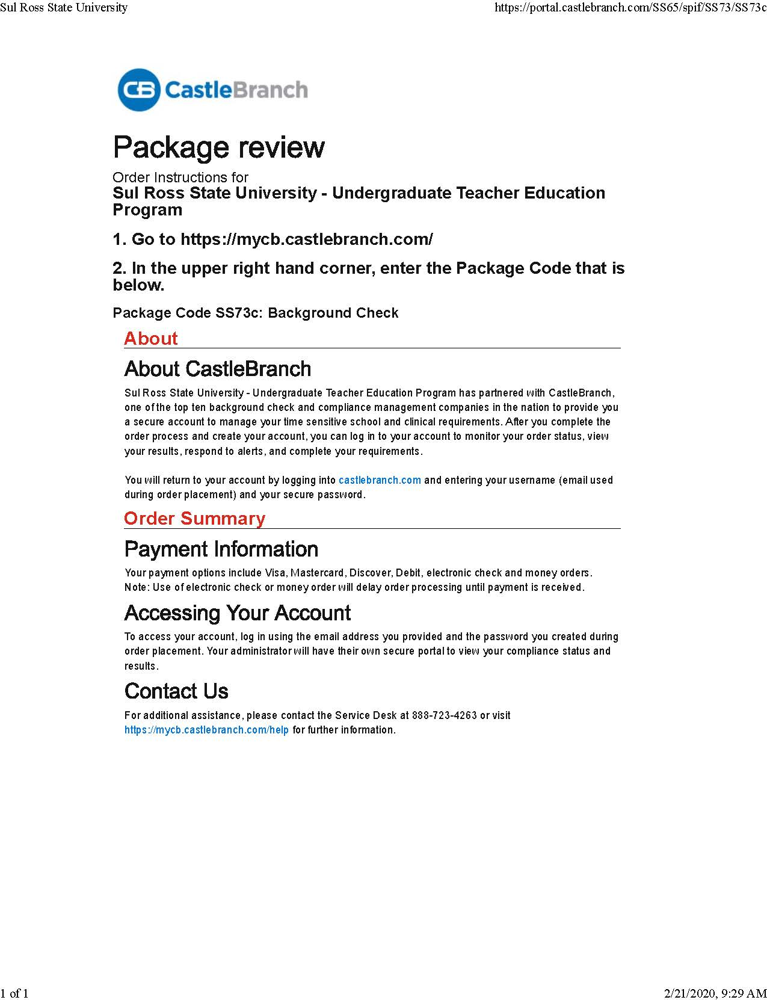 Sul Ross State University
https://portal.castlebranch.com/SS65/spif/SS73/SS73c
CB CastleBranch
Package review
Order Instructions for
Sul Ross State University - Undergraduate Teacher Education
Program
1. Go to https://mycb.castlebranch.com/
2. In the upper right hand corner, enter the Package Code that is
below.
Package Code SS73c: Background Check
About
About CastleBranch
Sul Ross State University - Undergraduate Teacher Education Program has partnered with CastleBranch,
one of the top ten background check and compliance management companies in the nation to provide you
a secure account to manage your time sensitive school and clinical requirements. After you complete the
order process and create your account, you can log in to your account to monitor your order status, view
your results, respond to alerts, and complete your requirements.
You will return to your account by logging into castlebranch.com and entering your username (email used
during order placement) and your secure password.
Order Summary
Payment Information
Your payment options include Visa, Mastercard, Discover, Debit, electronic check and money orders.
Note: Use of electronic check or money order will delay order processing until payment is received.
Accessing Your Account
To access your account, log in using the email address you provided and the password you created during
order placement. Your administrator will have their own secure portal to view your compliance status and
results.
Contact Us
For additional assistance, please contact the Service Desk at 888-723-4263 or visit
https://mycb.castlebranch.com/help for further information.
1 of 1
2/21/2020, 9:29 AM